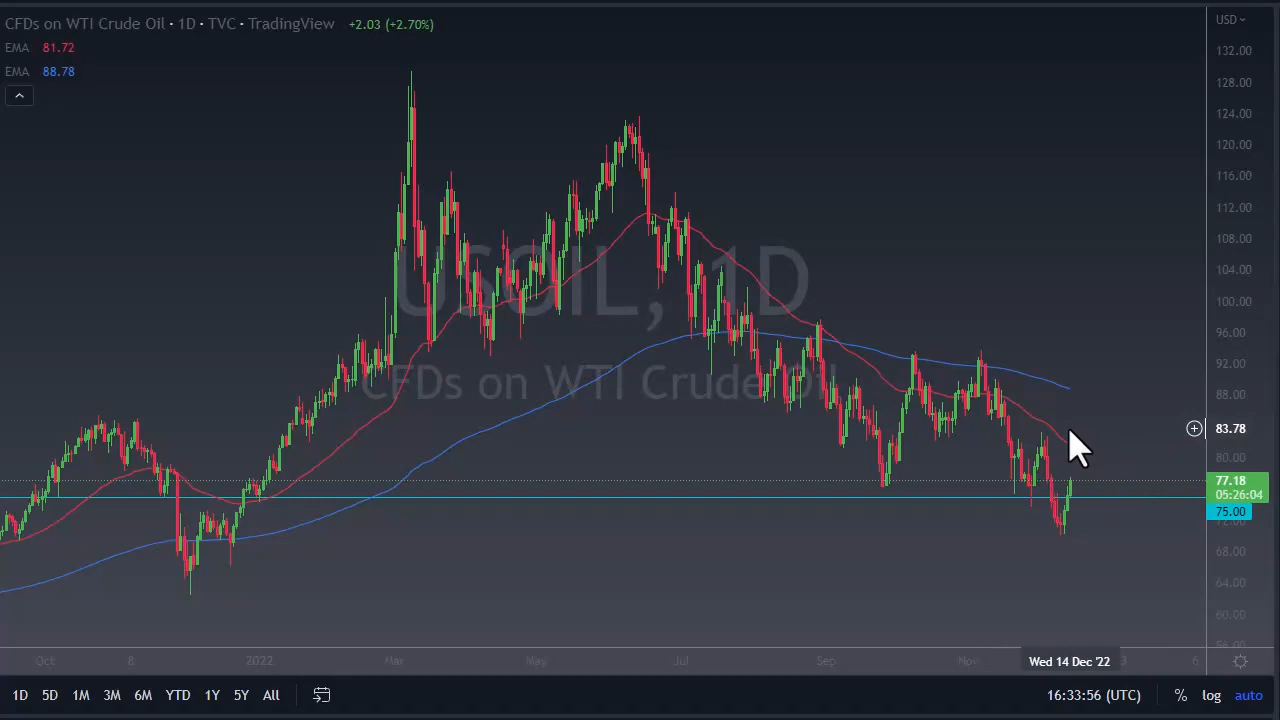 CFDs on WTI Crude Oil · 1D · TVC · TradingView +2.03 (+2.70%)
USD
EMA 81.72
EMA 88.78
132.00
128.00
124.00
120.00
116.00
112.00
108.00
104.00
100.00
96.00
92.00
88.00
83.78
80.00
77.18
05:26:04
75.00
72.00
68.00
64.00
60.00
56.00
USOIL, 1D
CFDs on WTI Crude Oil
Oct 8 2022 Mar May Jul Sep Nov Wed 14 Dec '22 3 6
1D 5D 1M 3M 6M YTD 1Y 5Y All 16:33:56 (UTC) % log auto